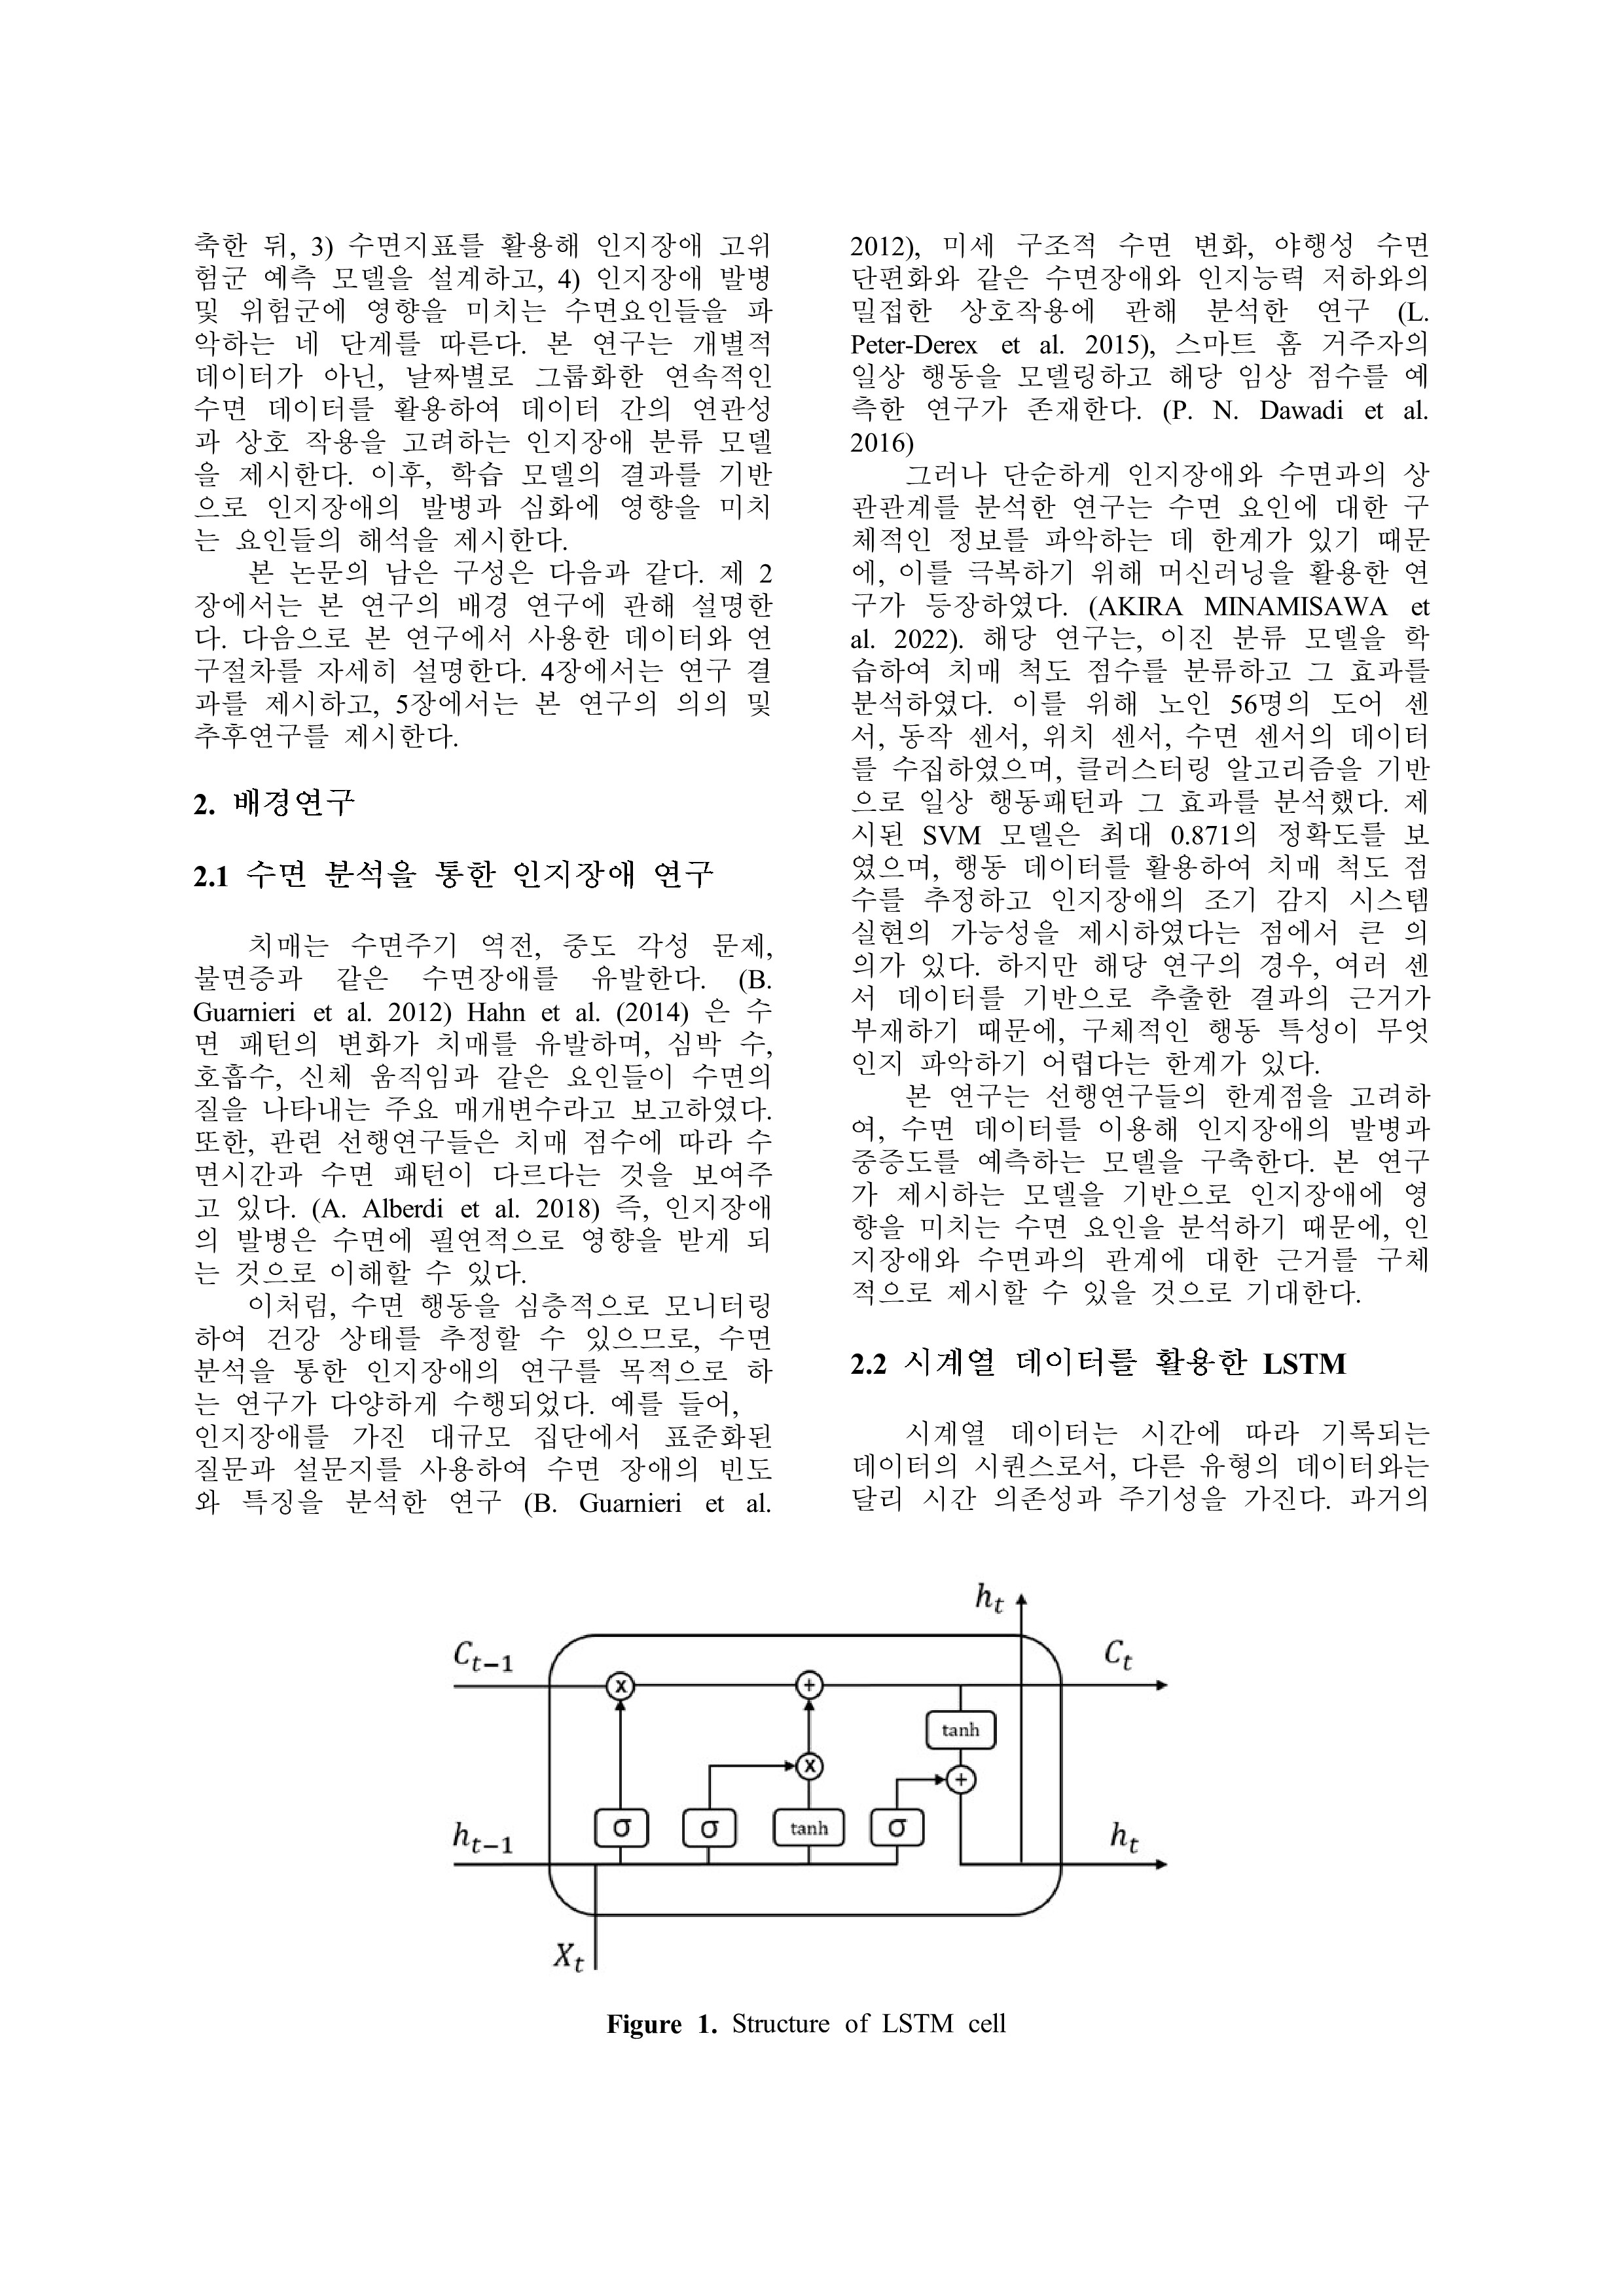 축한 뒤, 3) 수면지표를 활용해 인지장애 고위
험군 예측 모델을 설계하고, 4) 인지장애 발병
및 위험군에 영향을 미치는 수면요인들을 파
악하는 네 단계를 따른다. 본 연구는 개별적
데이터가 아닌, 날짜별로 그룹화한 연속적인
수면 데이터를 활용하여 데이터 간의 연관성
과 상호 작용을 고려하는 인지장애 분류 모델
을 제시한다. 이후, 학습 모델의 결과를 기반
으로 인지장애의 발병과 심화에 영향을 미치
는 요인들의 해석을 제시한다.
본 논문의 남은 구성은 다음과 같다. 제 2
장에서는 본 연구의 배경 연구에 관해 설명한
다. 다음으로 본 연구에서 사용한 데이터와 연
구절차를 자세히 설명한다. 4장에서는 연구 결
과를 제시하고, 5장에서는 본 연구의 의의 및
추후연구를 제시한다.
2. 배경연구
2.1 수면 분석을 통한 인지장애 연구
치매는 수면주기 역전, 중도 각성 문제,
불면증과 같은 수면장애를 유발한다. (B.
Guarnieri et al. 2012) Hahn et al. (2014) 은 수
면 패턴의 변화가 치매를 유발하며, 심박 수,
호흡수, 신체 움직임과 같은 요인들이 수면의
질을 나타내는 주요 매개변수라고 보고하였다.
또한, 관련 선행연구들은 치매 점수에 따라 수
면시간과 수면 패턴이 다르다는 것을 보여주
고 있다. (A. Alberdi et al. 2018) 즉, 인지장애
의 발병은 수면에 필연적으로 영향을 받게 되
는 것으로 이해할 수 있다.
이처럼, 수면 행동을 심층적으로 모니터링
하여 건강 상태를 추정할 수 있으므로, 수면
분석을 통한 인지장애의 연구를 목적으로 하
는 연구가 다양하게 수행되었다. 예를 들어,
인지장애를 가진 대규모 집단에서 표준화된
질문과 설문지를 사용하여 수면 장애의 빈도
와 특징을 분석한 연구 (B. Guarnieri et al.
2012), 미세 구조적 수면 변화, 야행성 수면
단편화와 같은 수면장애와 인지능력 저하와의
밀접한 상호작용에 관해 분석한 연구 (L.
Peter-Derex et al. 2015), 스마트 홈 거주자의
일상 행동을 모델링하고 해당 임상 점수를 예
측한 연구가 존재한다. (P. N. Dawadi et al.
2016)
그러나 단순하게 인지장애와 수면과의 상
관관계를 분석한 연구는 수면 요인에 대한 구
체적인 정보를 파악하는 데 한계가 있기 때문
에, 이를 극복하기 위해 머신러닝을 활용한 연
구가 등장하였다. (AKIRA MINAMISAWA et
al. 2022). 해당 연구는, 이진 분류 모델을 학
습하여 치매 척도 점수를 분류하고 그 효과를
분석하였다. 이를 위해 노인 56명의 도어 센
서, 동작 센서, 위치 센서, 수면 센서의 데이터
를 수집하였으며, 클러스터링 알고리즘을 기반
으로 일상 행동패턴과 그 효과를 분석했다. 제
시된 SVM 모델은 최대 0.871의 정확도를 보
였으며, 행동 데이터를 활용하여 치매 척도 점
수를 추정하고 인지장애의 조기 감지 시스템
실현의 가능성을 제시하였다는 점에서 큰 의
의가 있다. 하지만 해당 연구의 경우, 여러 센
서 데이터를 기반으로 추출한 결과의 근거가
부재하기 때문에, 구체적인 행동 특성이 무엇
인지 파악하기 어렵다는 한계가 있다.
본 연구는 선행연구들의 한계점을 고려하
여, 수면 데이터를 이용해 인지장애의 발병과
중증도를 예측하는 모델을 구축한다. 본 연구
가 제시하는 모델을 기반으로 인지장애에 영
향을 미치는 수면 요인을 분석하기 때문에, 인
지장애와 수면과의 관계에 대한 근거를 구체
적으로 제시할 수 있을 것으로 기대한다.
2.2 시계열 데이터를 활용한 LSTM
시계열 데이터는 시간에 따라 기록되는
데이터의 시퀀스로서, 다른 유형의 데이터와는
달리 시간 의존성과 주기성을 가진다. 과거의
h_t
C_{t-1}
C_t
x
+
tanh
x
+
σ
σ
tanh
σ
h_{t-1}
h_t
X_t
Figure 1. Structure of LSTM cell